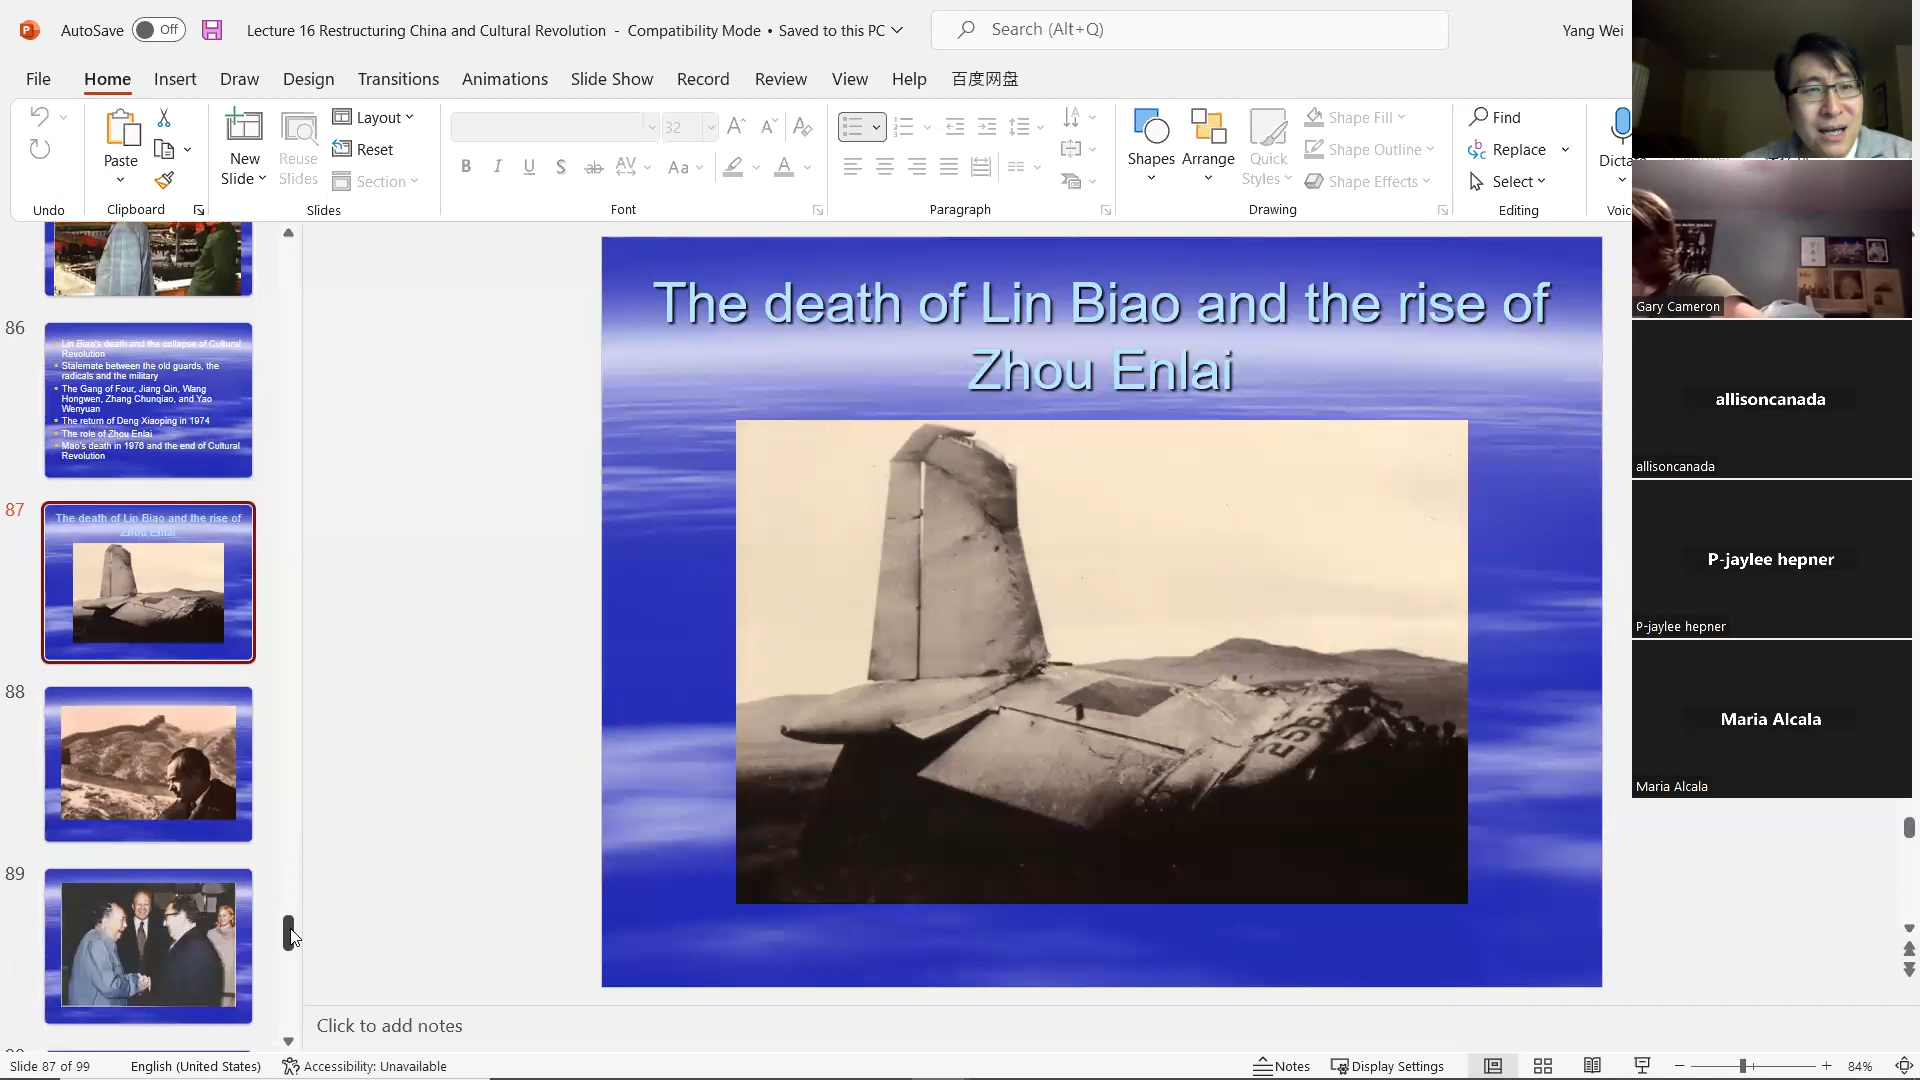 AutoSave Off Lecture 16 Restructuring China and Cultural Revolution - Compatibility Mode • Saved to this PC
Search (Alt+Q)
Yang Wei
File Home Insert Draw Design Transitions Animations Slide Show Record Review View Help 百度网盘
Undo
Paste
Clipboard
New Slide
Reuse Slides
Layout
Reset
Section
Slides
32
B I U S ab AV Aa A
Font
Paragraph
Shapes
Arrange
Quick Styles
Shape Fill
Shape Outline
Shape Effects
Drawing
Find
Replace
Select
Editing
86
Lin Biao's death and the collapse of Cultural
Revolution
Stalemate between the old guards, the
radicals and the military
The Gang of Four, Jiang Qin, Wang
Hongwen, Zhang Chunqiao, and Yao
Wenyuan
The return of Deng Xiaoping in 1974
The role of Zhou Enlai
Mao's death in 1976 and the end of Cultural
Revolution
87
The death of Lin Biao and the rise of
Zhou Enlai
88
89
The death of Lin Biao and the rise of
Zhou Enlai
256
Gary Cameron
allisoncanada
allisoncanada
P-jaylee hepner
P-jaylee hepner
Maria Alcala
Maria Alcala
Click to add notes
Slide 87 of 99
English (United States)
Accessibility: Unavailable
Notes
Display Settings
84%